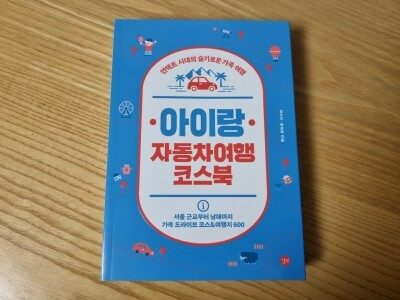 언택트 시대의 슬기로운 가족 여행
아이랑
자동차여행
코스북
서울 근교부터 남해까지
가족 드라이브 코스&여행지 600
길벗